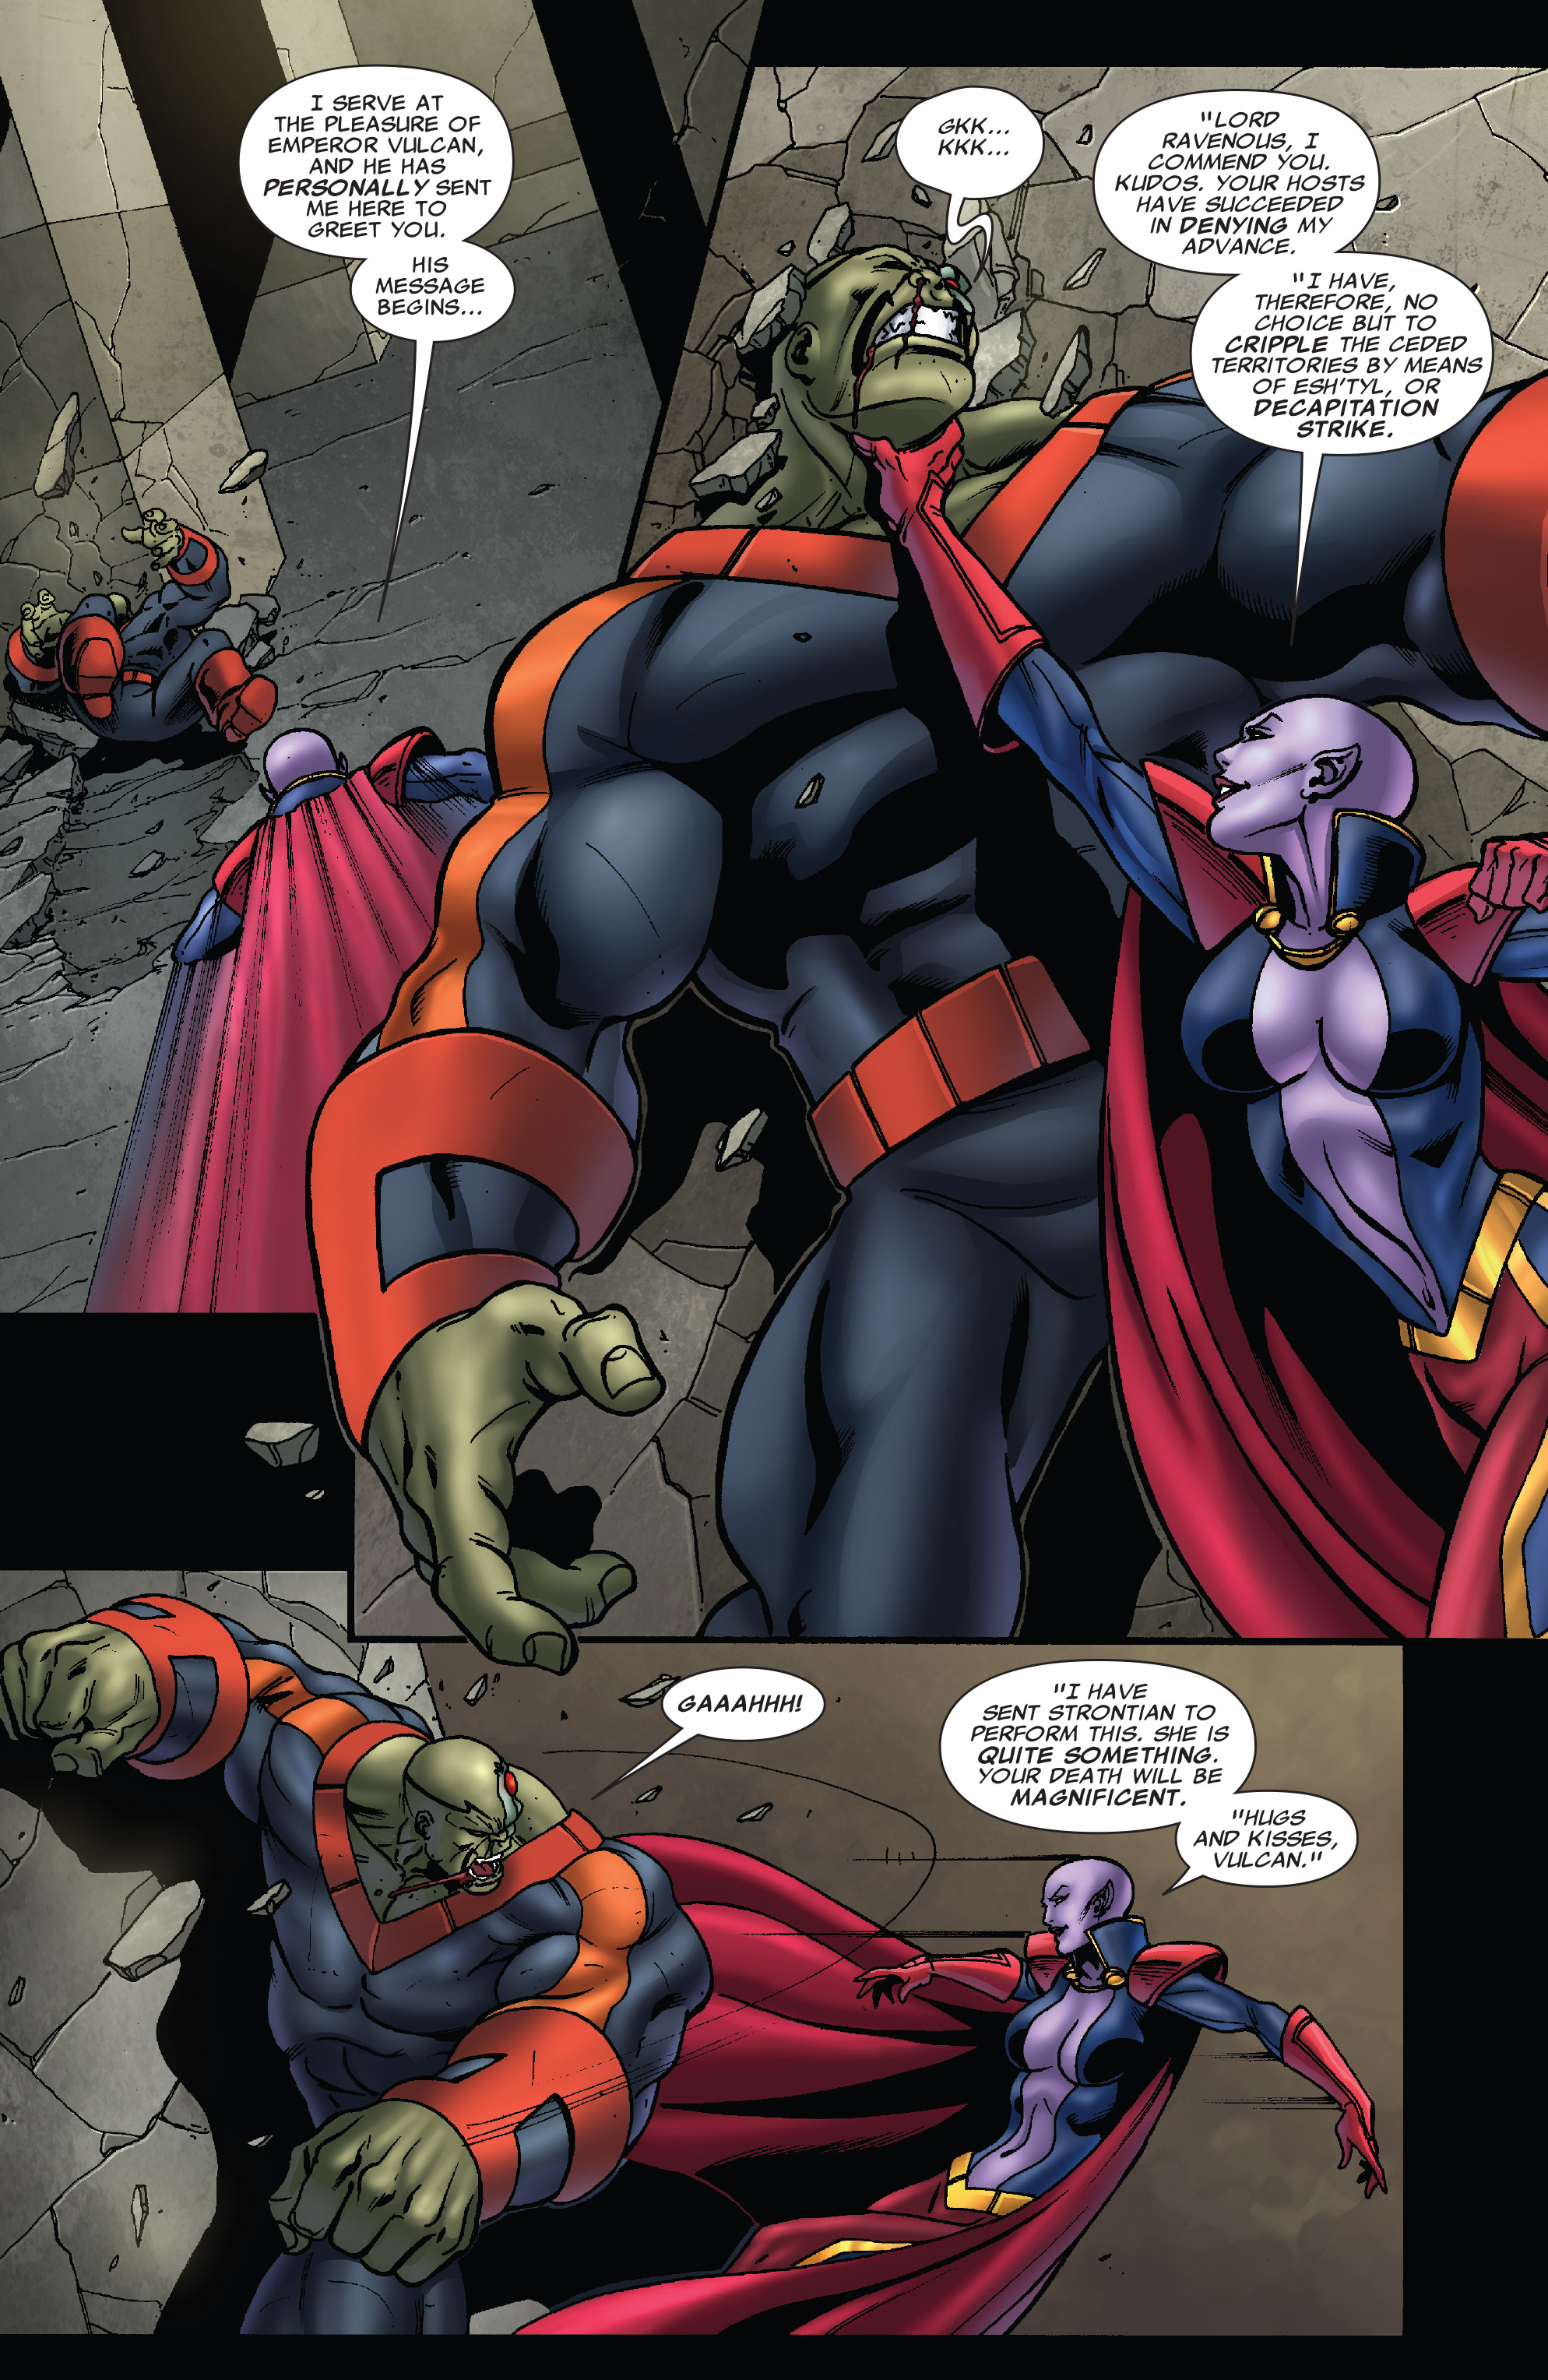 I SERVE AT
THE PLEASURE OF
EMPEROR VULCAN,
AND HE HAS
PERSONALLY SENT
ME HERE TO
GREET YOU.
HIS
MESSAGE
BEGINS...
GKK...
KKK...
"LORD
RAVENOUS, I
COMMEND YOU.
KUDOS. YOUR HOSTS
HAVE SUCCEEDED
IN DENYING MY
ADVANCE.
"I HAVE,
THEREFORE, NO
CHOICE BUT TO
CRIPPLE THE CEDED
TERRITORIES BY MEANS
OF ESH'TYL, OR
DECAPITATION
STRIKE.
GAAAHHH!
"I HAVE
SENT STRONTIAN TO
PERFORM THIS. SHE IS
QUITE SOMETHING.
YOUR DEATH WILL BE
MAGNIFICENT.
"HUGS
AND KISSES,
VULCAN."